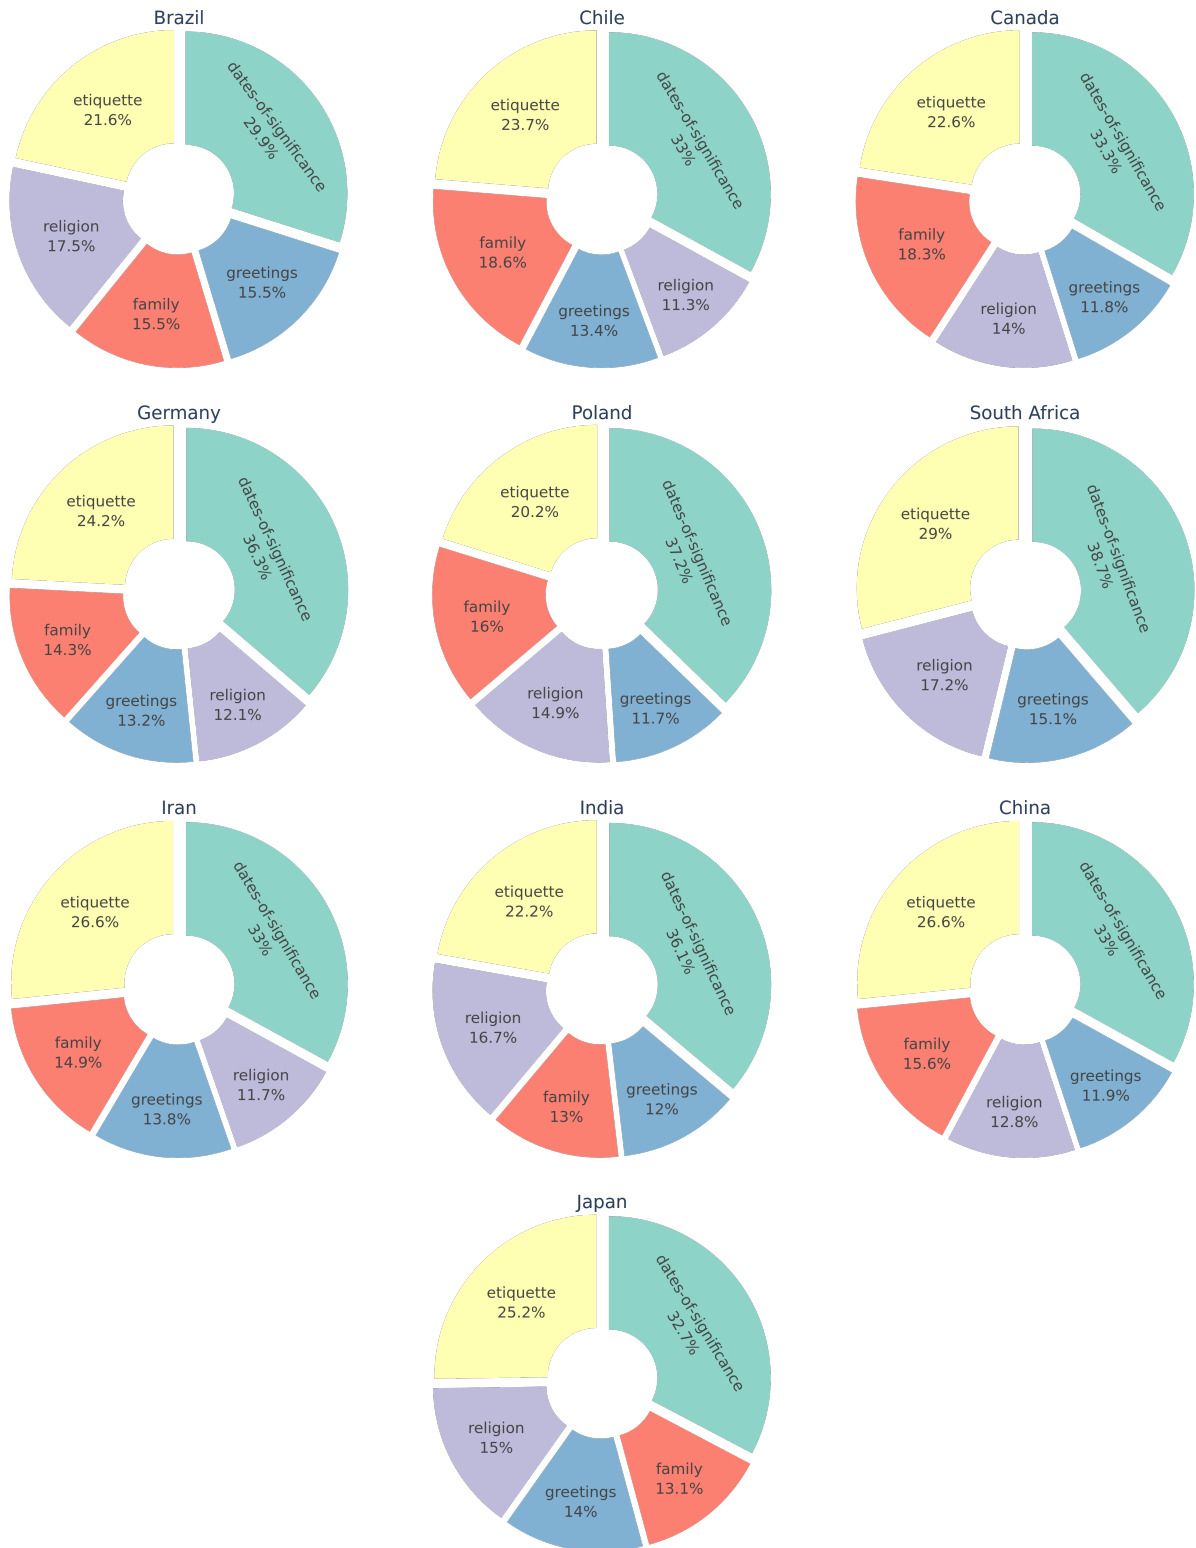 Brazil
dates-of-significance
29.9%
etiquette
21.6%
religion
17.5%
family
15.5%
greetings
15.5%
Chile
dates-of-significance
33%
etiquette
23.7%
family
18.6%
greetings
13.4%
religion
11.3%
Canada
dates-of-significance
33.3%
etiquette
22.6%
family
18.3%
religion
14%
greetings
11.8%
Germany
dates-of-significance
36.3%
etiquette
24.2%
family
14.3%
greetings
13.2%
religion
12.1%
Poland
dates-of-significance
37.2%
etiquette
20.2%
family
16%
religion
14.9%
greetings
11.7%
South Africa
dates-of-significance
38.7%
etiquette
29%
religion
17.2%
greetings
15.1%
Iran
dates-of-significance
33%
etiquette
26.6%
family
14.9%
greetings
13.8%
religion
11.7%
India
dates-of-significance
36.1%
etiquette
22.2%
religion
16.7%
family
13%
greetings
12%
China
dates-of-significance
33%
etiquette
26.6%
family
15.6%
religion
12.8%
greetings
11.9%
Japan
dates-of-significance
32.7%
etiquette
25.2%
religion
15%
greetings
14%
family
13.1%